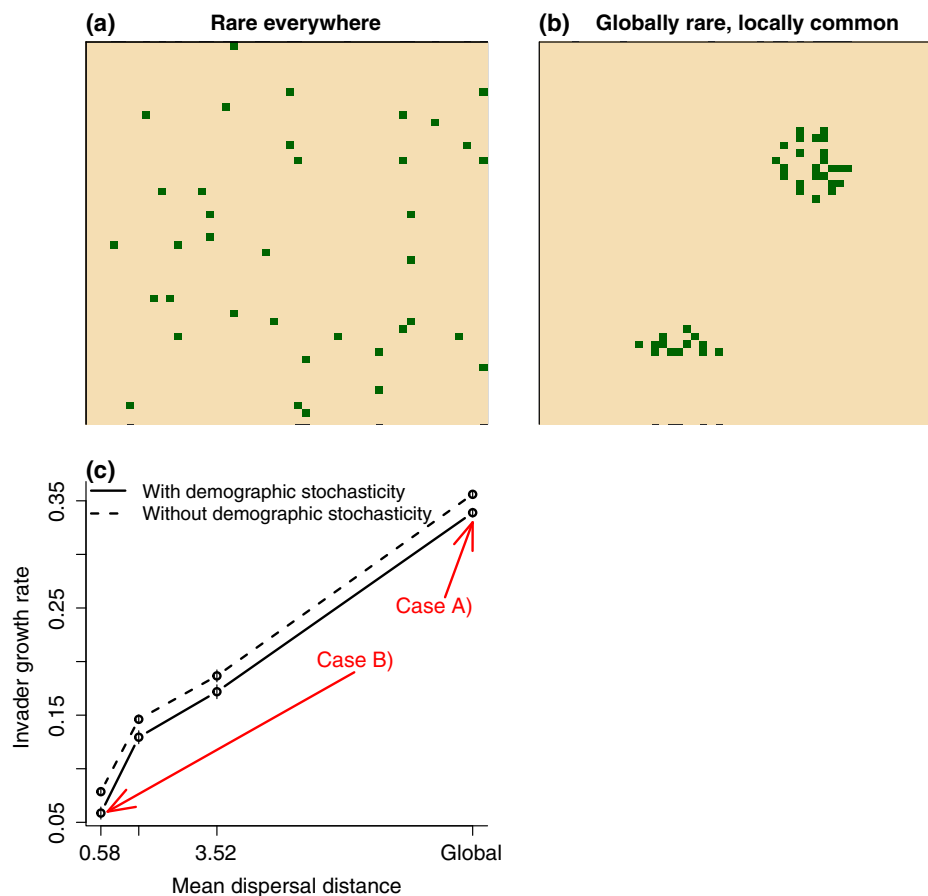 (a) Rare everywhere
(b) Globally rare, locally common
(c)
With demographic stochasticity
Without demographic stochasticity
0.35
0.25
0.15
0.05
Invader growth rate
Case A)
Case B)
0.58 3.52 Global
Mean dispersal distance